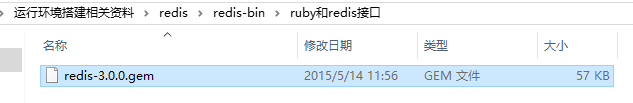 运行环境搭建相关资料 > redis > redis-bin > ruby和redis接口
名称 修改日期 类型 大小
redis-3.0.0.gem 2015/5/14 11:56 GEM 文件 57 KB